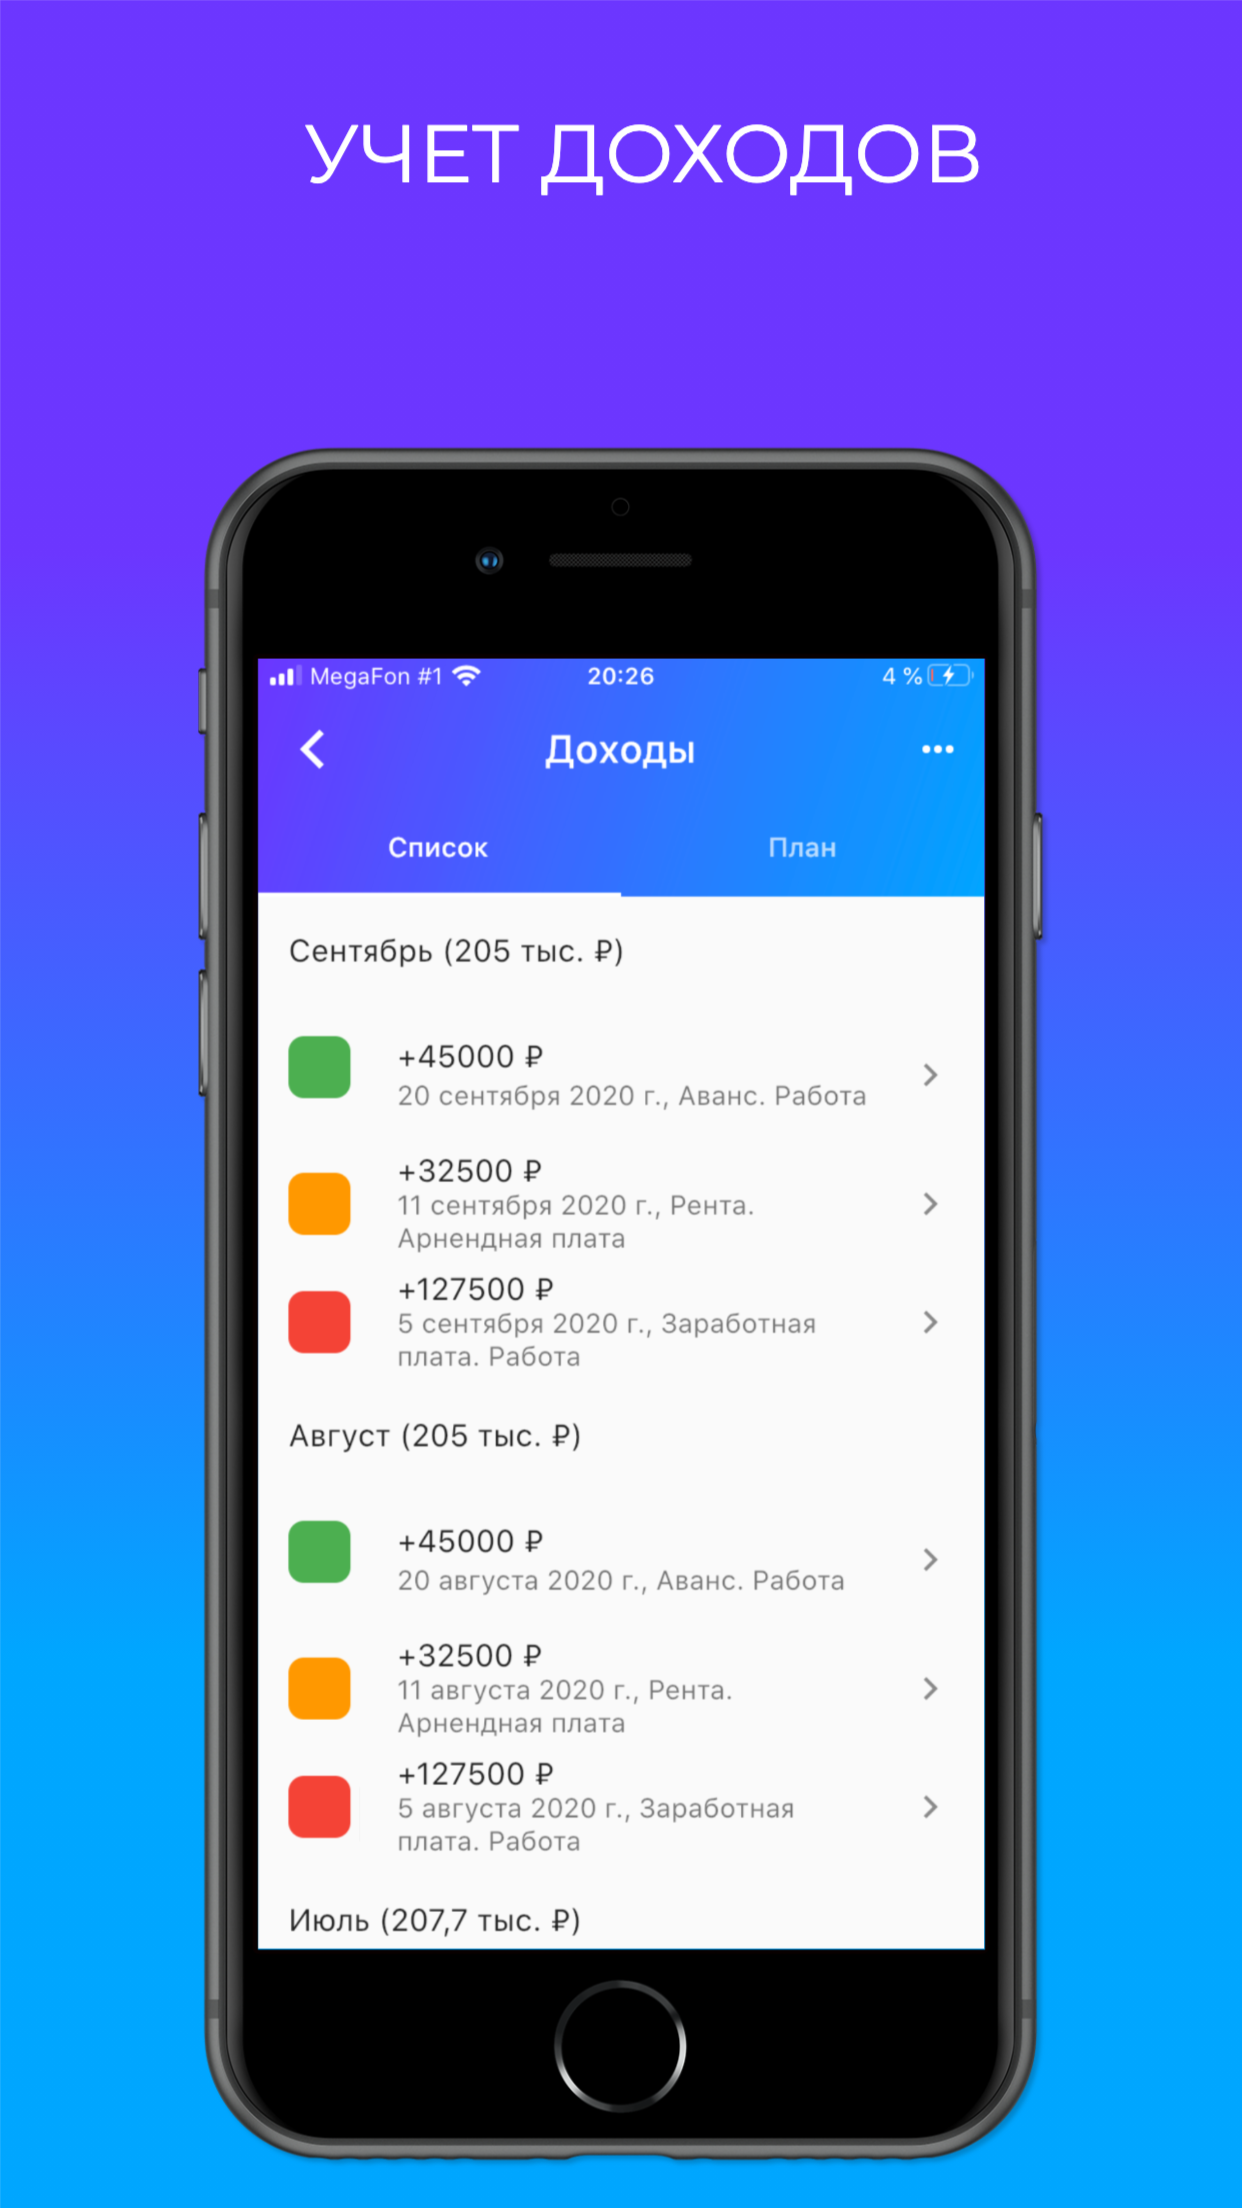 УЧЕТ ДОХОДОВ
MegaFon #1 20:26 4 %
Доходы
Список План
Сентябрь (205 тыс. ₽)
+45000 ₽
20 сентября 2020 г., Аванс. Работа
+32500 ₽
11 сентября 2020 г., Рента.
Арнендная плата
+127500 ₽
5 сентября 2020 г., Заработная
плата. Работа
Август (205 тыс. ₽)
+45000 ₽
20 августа 2020 г., Аванс. Работа
+32500 ₽
11 августа 2020 г., Рента.
Арнендная плата
+127500 ₽
5 августа 2020 г., Заработная
плата. Работа
Июль (207,7 тыс. ₽)